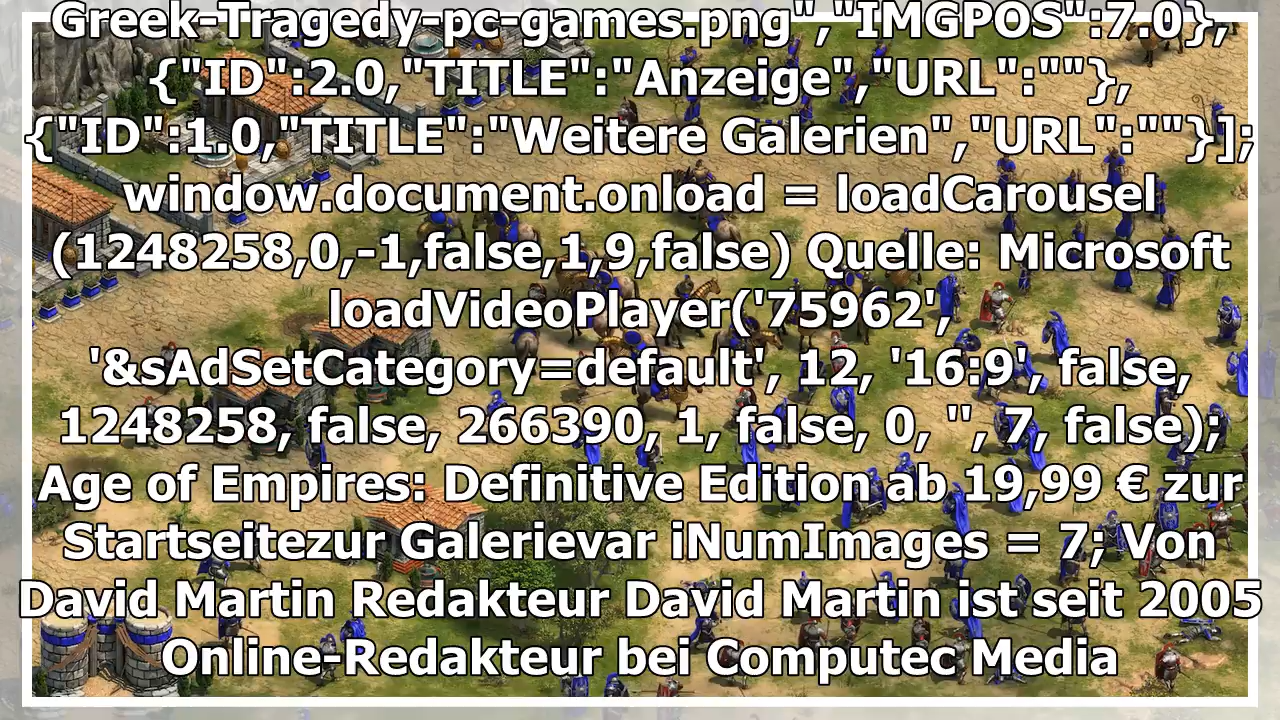 Greek-Tragedy-pc-games.png","IMGPOS":7.0},
{"ID":2.0,"TITLE":"Anzeige","URL":""},
{"ID":1.0,"TITLE":"Weitere Galerien","URL":""}];
window.document.onload = loadCarousel
(1248258,0,-1,false,1,9,false) Quelle: Microsoft
loadVideoPlayer('75962',
'&sAdSetCategory=default', 12, '16:9', false,
1248258, false, 266390, 1, false, 0, '', 7, false);
Age of Empires: Definitive Edition ab 19,99 € zur
Startseitezur Galerievar iNumImages = 7; Von
David Martin Redakteur David Martin ist seit 2005
Online-Redakteur bei Computec Media